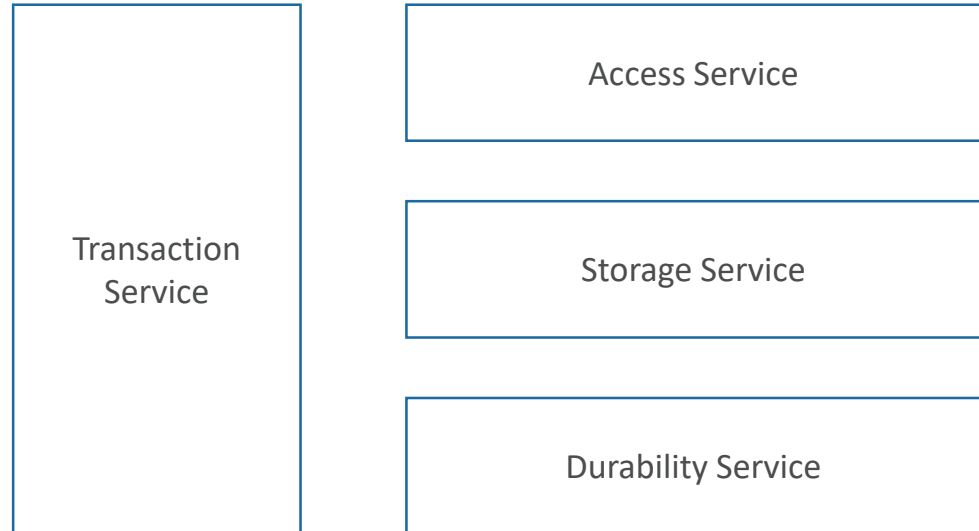 Access Service
Transaction
Service
Storage Service
Durability Service